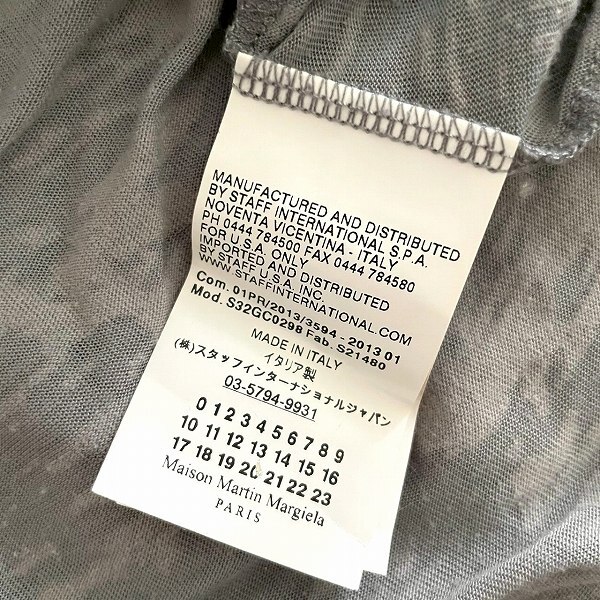 MANUFACTURED AND DISTRIBUTED
BY STAFF INTERNATIONAL S.P.A.
NOVENTA VICENTINA - ITALY
PH 0444 784500 FAX 0444 784580
FOR U.S.A. ONLY
IMPORTED AND DISTRIBUTED
BY STAFF U.S.A. INC.
WWW.STAFFINTERNATIONAL.COM
Com. 01PR/2013/3594 - 2013 01
Mod. S32GC0298 Fab. S21480
MADE IN ITALY
イタリア製
(株)スタッフインターナショナルジャパン
03-5794-9931
0 1 2 3 4 5 6 7 8 9
10 11 12 13 14 15 16
17 18 19 20 21 22 23
Maison Martin Margiela
PARIS